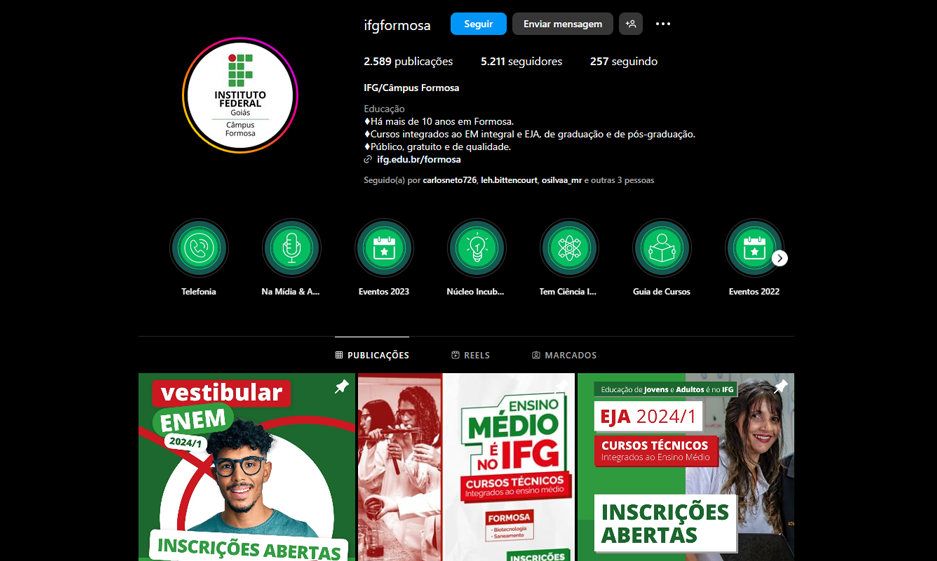 ifgformosa
Seguir
Enviar mensagem
2.589 publicações
5.211 seguidores
257 seguindo
INSTITUTO
FEDERAL
Goiás
Câmpus
Formosa
IFG/Câmpus Formosa
Educação
♦Há mais de 10 anos em Formosa.
♦Cursos integrados ao EM integral e EJA, de graduação e de pós-graduação.
♦Público, gratuito e de qualidade.
ifg.edu.br/formosa
Seguido(a) por carlosneto726, leh.bittencourt, osilvaa_mr e outras 3 pessoas
Telefonia
Na Mídia & A...
Eventos 2023
Núcleo Incub...
Tem Ciência I...
Guia de Cursos
Eventos 2022
PUBLICAÇÕES
REELS
MARCADOS
vestibular
ENEM
2024/1
INSCRIÇÕES ABERTAS
ENSINO
MÉDIO
É
NO IFG
CURSOS TÉCNICOS
Integrados ao ensino médio
FORMOSA
- Biotecnologia
- Saneamento
INSCRIÇÕES
Educação de Jovens e Adultos é no IFG
EJA 2024/1
CURSOS TÉCNICOS
Integrados ao Ensino Médio
INSCRIÇÕES
ABERTAS